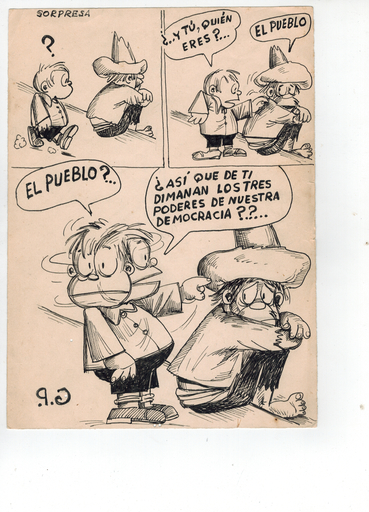 SORPRESA
?
¿..Y TÚ, QUIÉN
ERES?...
EL PUEBLO
EL PUEBLO?...
¿ASÍ QUE DE TI
DIMANAN LOS TRES
PODERES DE NUESTRA
DEMOCRACIA??...
G.P.